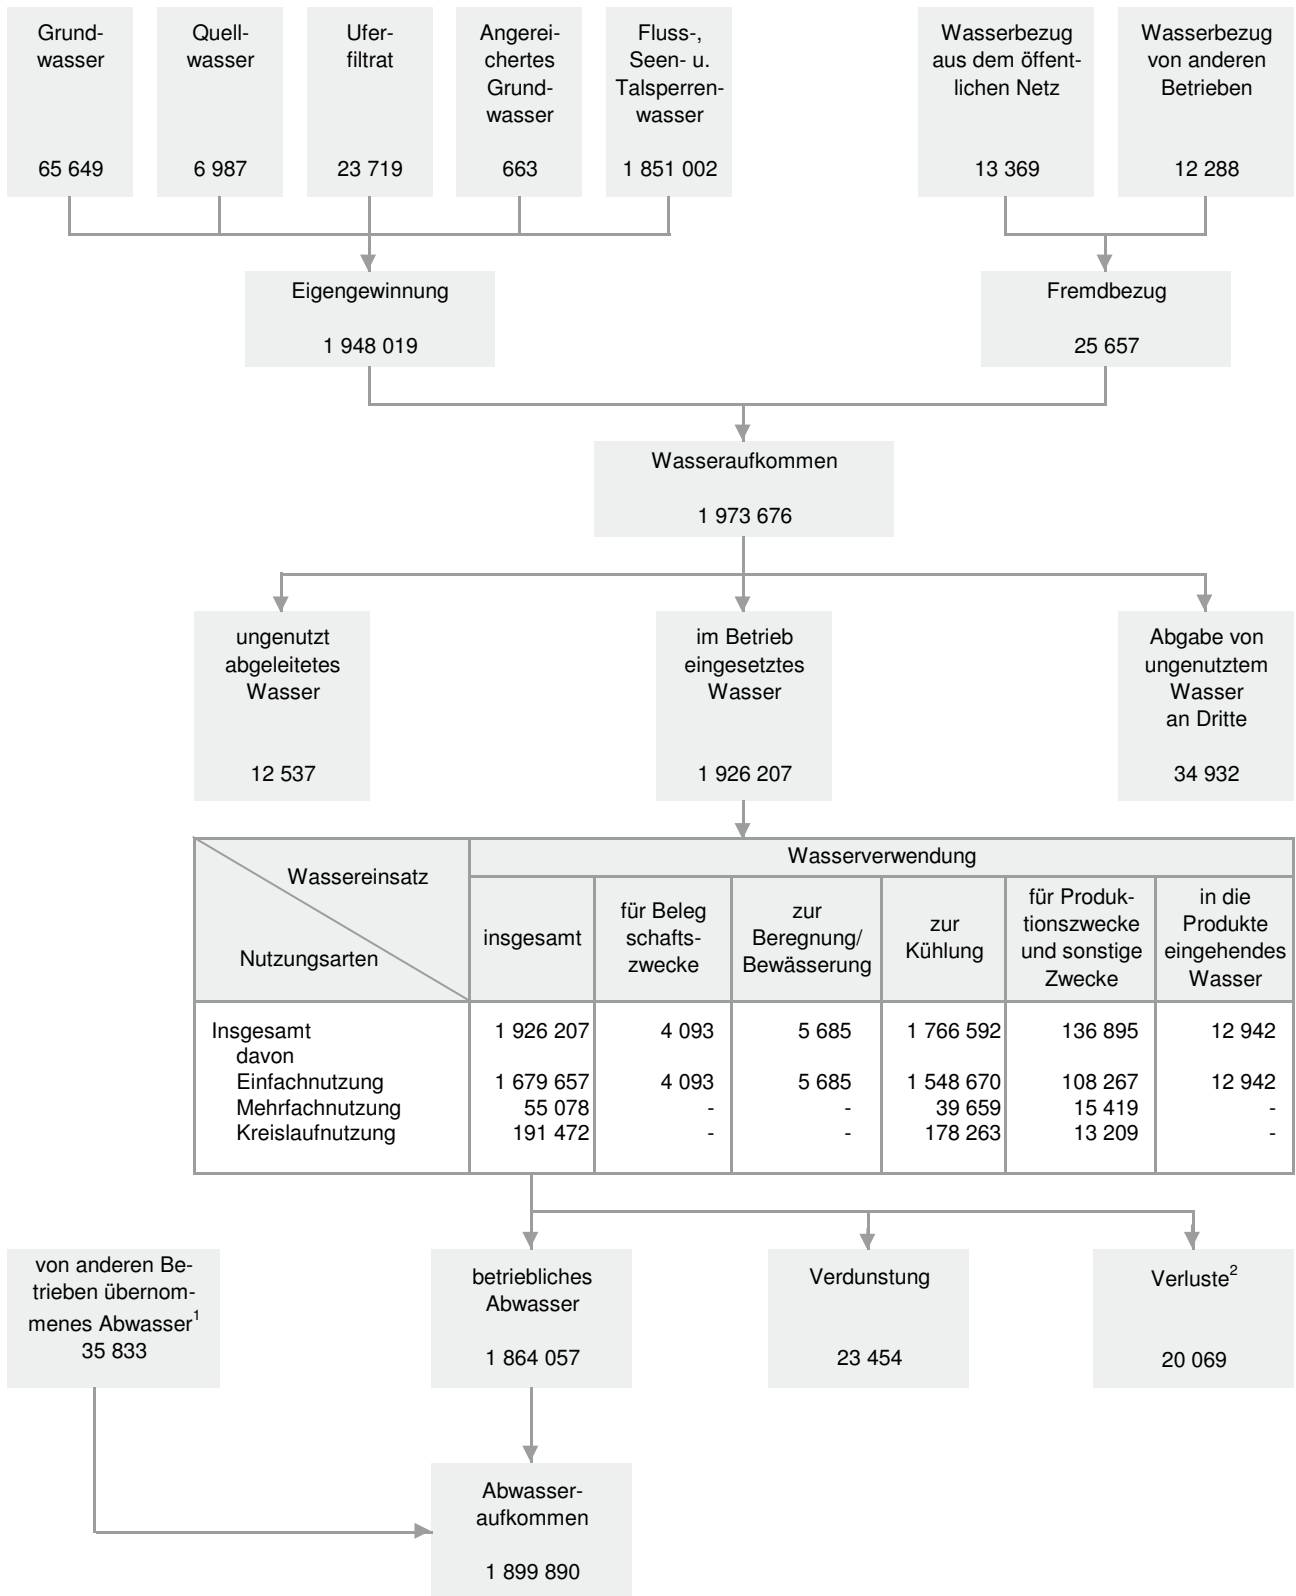 Grund-
wasser
65 649
Quell-
wasser
6 987
Ufer-
filtrat
23 719
Angerei-
chertes
Grund-
wasser
663
Fluss-,
Seen- u.
Talsperren-
wasser
1 851 002
Wasserbezug
aus dem öffent-
lichen Netz
13 369
Wasserbezug
von anderen
Betrieben
12 288
Eigengewinnung
1 948 019
Fremdbezug
25 657
Wasseraufkommen
1 973 676
ungenutzt
abgeleitetes
Wasser
12 537
im Betrieb
eingesetztes
Wasser
1 926 207
Abgabe von
ungenutztem
Wasser
an Dritte
34 932
Wassereinsatz
Nutzungsarten
Wasserverwendung
insgesamt
für Beleg
schafts-
zwecke
zur
Beregnung/
Bewässerung
zur
Kühlung
für Produk-
tionszwecke
und sonstige
Zwecke
in die
Produkte
eingehendes
Wasser
Insgesamt 1 926 207 4 093 5 685 1 766 592 136 895 12 942
davon
Einfachnutzung 1 679 657 4 093 5 685 1 548 670 108 267 12 942
Mehrfachnutzung 55 078 - - 39 659 15 419 -
Kreislaufnutzung 191 472 - - 178 263 13 209 -
von anderen Be-
trieben übernom-
menes Abwasser1
35 833
betriebliches
Abwasser
1 864 057
Verdunstung
23 454
Verluste2
20 069
Abwasser-
aufkommen
1 899 890